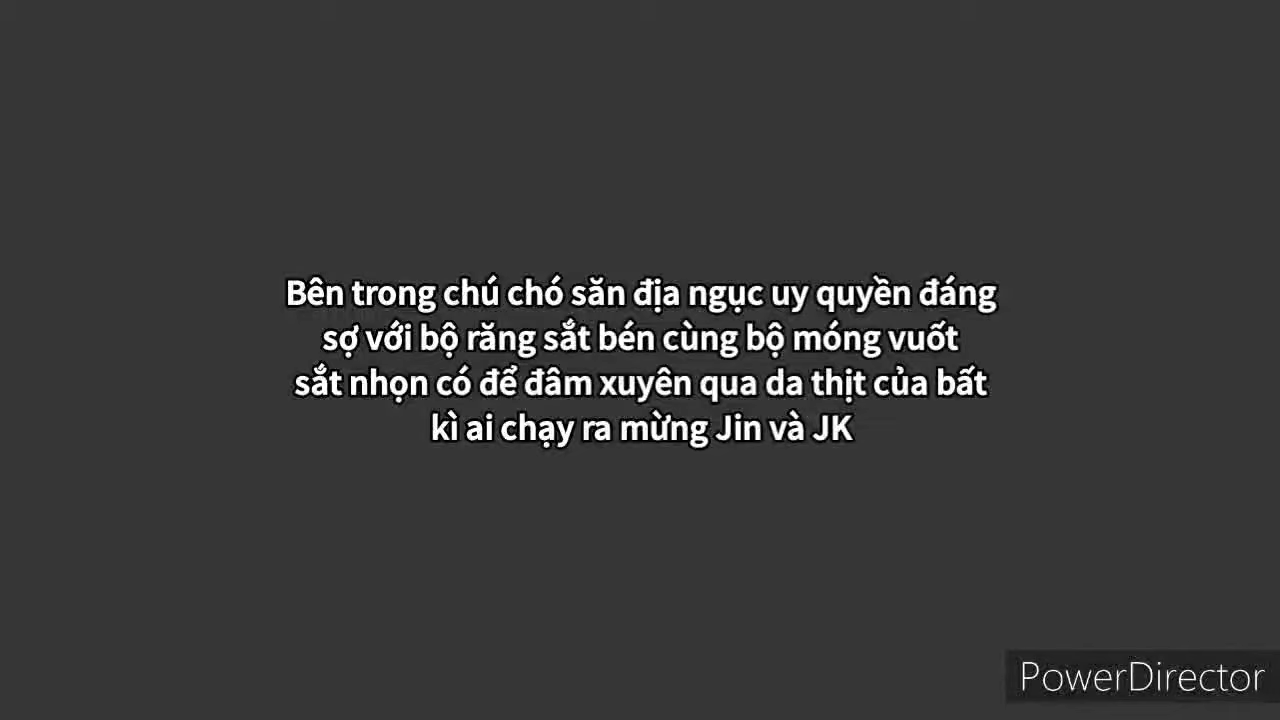 Bên trong chú chó săn địa ngục uy quyền đáng
sợ với bộ răng sắt bén cùng bộ móng vuốt
sắt nhọn có để đâm xuyên qua da thịt của bất
kì ai chạy ra mừng Jin và JK
PowerDirector